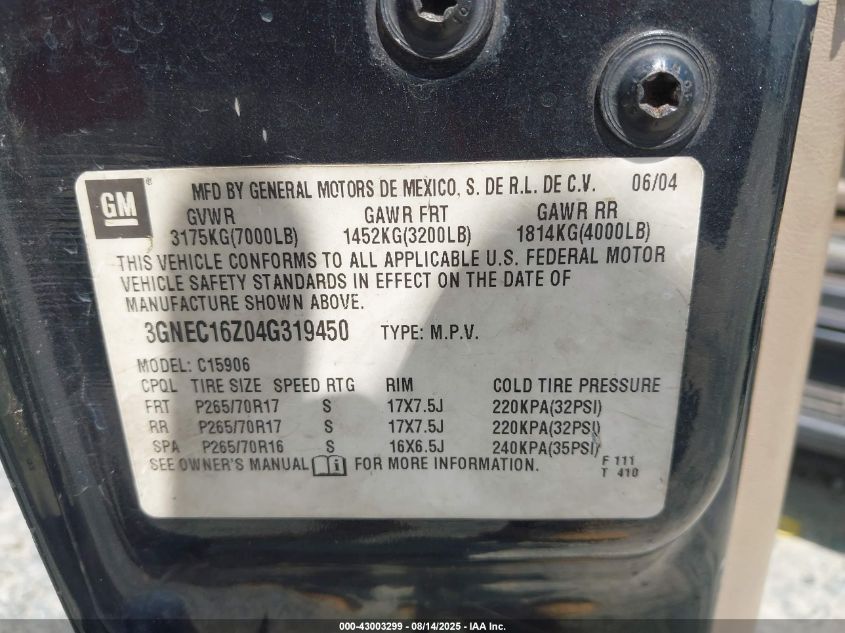 GM
MFD BY GENERAL MOTORS DE MEXICO, S. DE R.L. DE C.V. 06/04
GVWR GAWR FRT GAWR RR
3175KG(7000LB) 1452KG(3200LB) 1814KG(4000LB)
THIS VEHICLE CONFORMS TO ALL APPLICABLE U.S. FEDERAL MOTOR
VEHICLE SAFETY STANDARDS IN EFFECT ON THE DATE OF
MANUFACTURE SHOWN ABOVE.
3GNEC16Z04G319450 TYPE: M.P.V.
MODEL: C15906
CPQL TIRE SIZE SPEED RTG RIM COLD TIRE PRESSURE
FRT P265/70R17 S 17X7.5J 220KPA(32PSI)
RR P265/70R17 S 17X7.5J 220KPA(32PSI)
SPA P265/70R16 S 16X6.5J 240KPA(35PSI)
SEE OWNER'S MANUAL FOR MORE INFORMATION. F 111
T 410
000-43003299 - 08/14/2025 - IAA Inc.